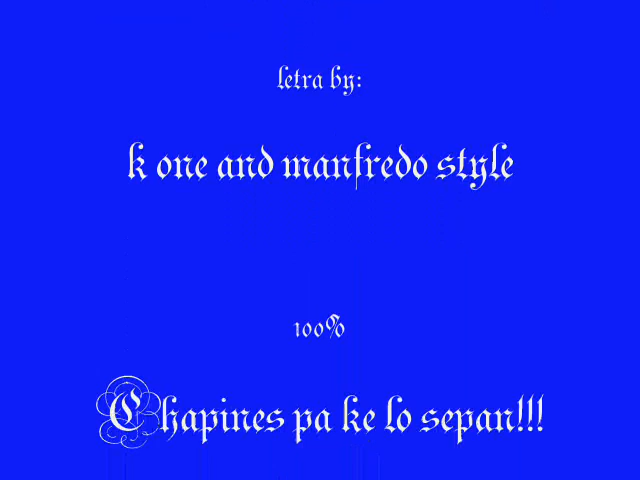 letra by:
k one and manfredo style
100%
Chapines pa ke lo sepan!!!